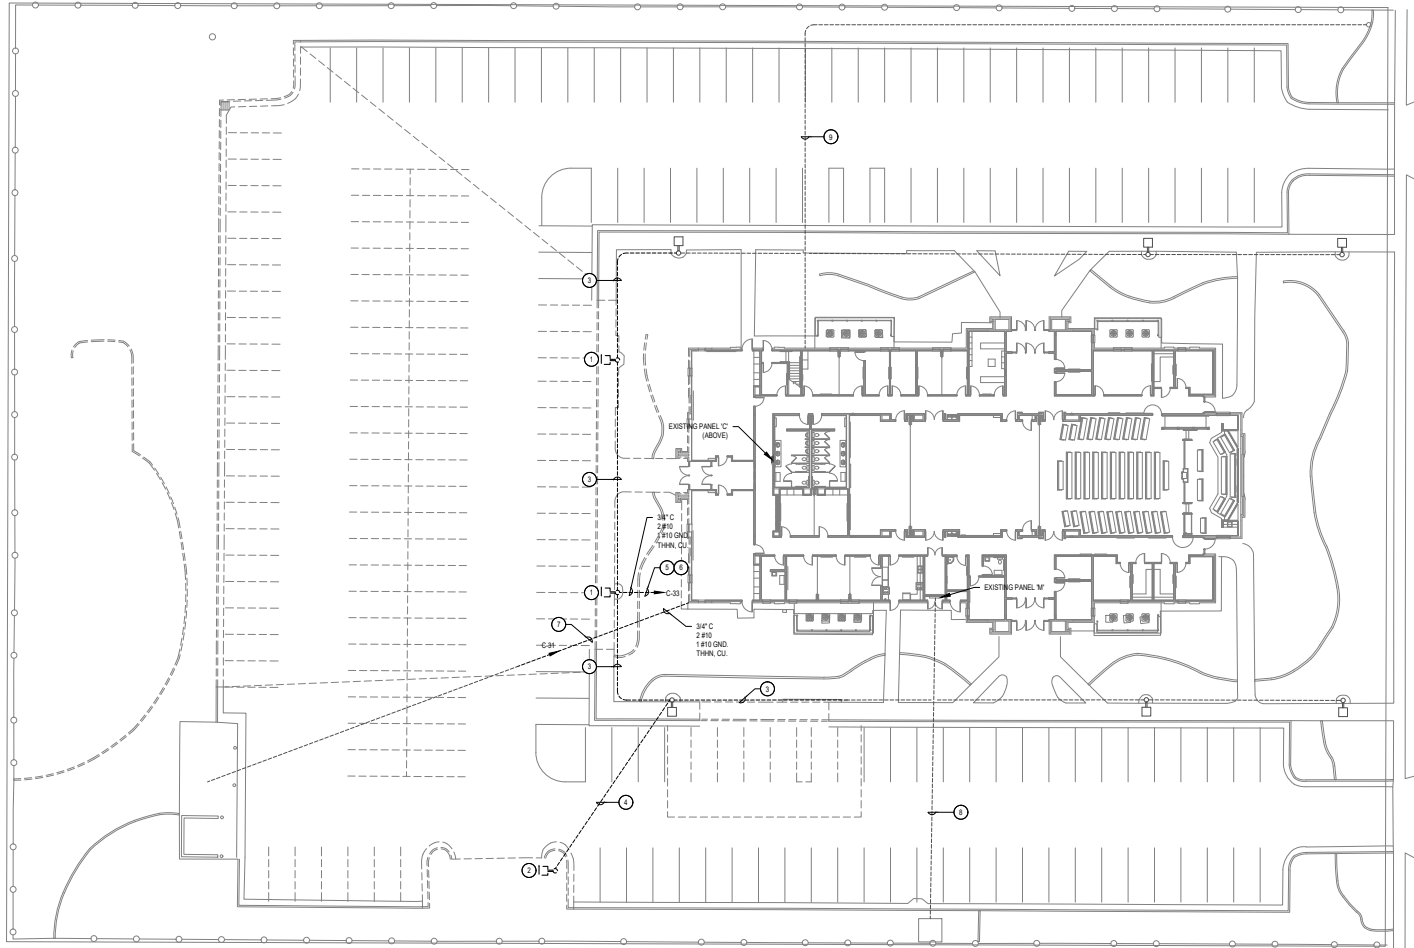 9
3
1
EXISTING PANEL 'C'
(ABOVE)
3
3/4" C
2 #10
1 #10 GND.
THHN, CU.
5 6
1
C-33
EXISTING PANEL 'M'
7
3/4" C
2 #10
1 #10 GND.
THHN, CU.
C-31
3
3
4
8
2